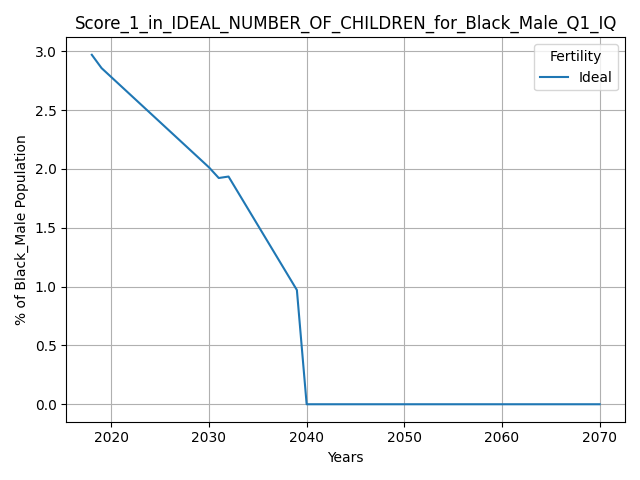 Score_1_in_IDEAL_NUMBER_OF_CHILDREN_for_Black_Male_Q1_IQ
Fertility
Ideal
% of Black_Male Population
3.0
2.5
2.0
1.5
1.0
0.5
0.0
2020 2030 2040 2050 2060 2070
Years